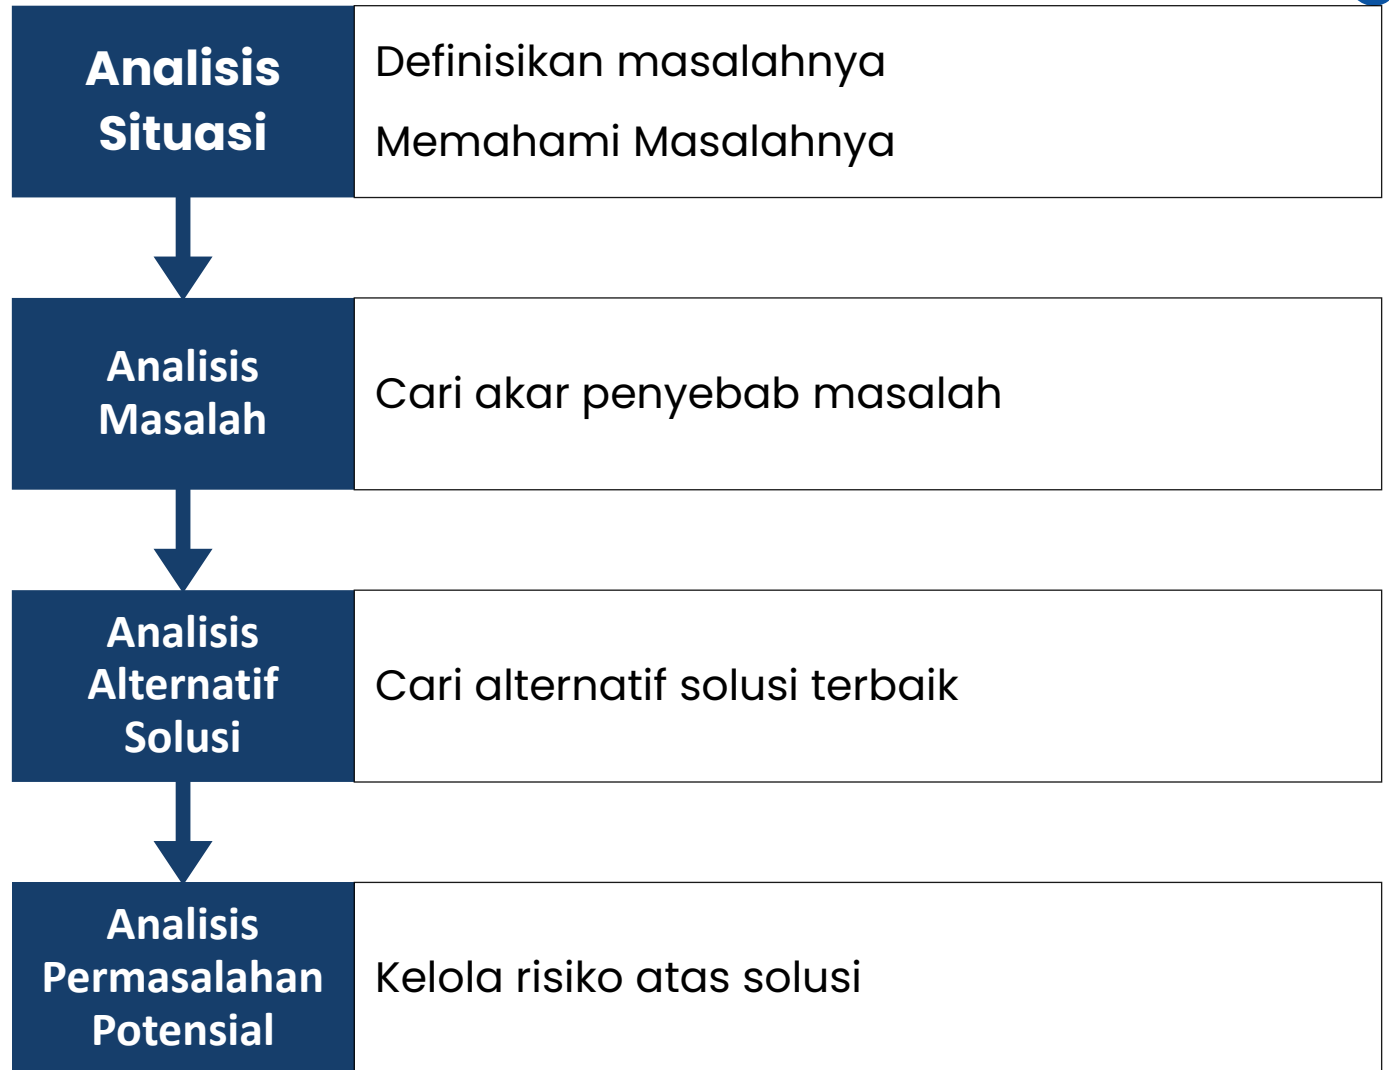 Analisis
Situasi
Definisikan masalahnya
Memahami Masalahnya
Analisis
Masalah
Cari akar penyebab masalah
Analisis
Alternatif
Solusi
Cari alternatif solusi terbaik
Analisis
Permasalahan
Potensial
Kelola risiko atas solusi